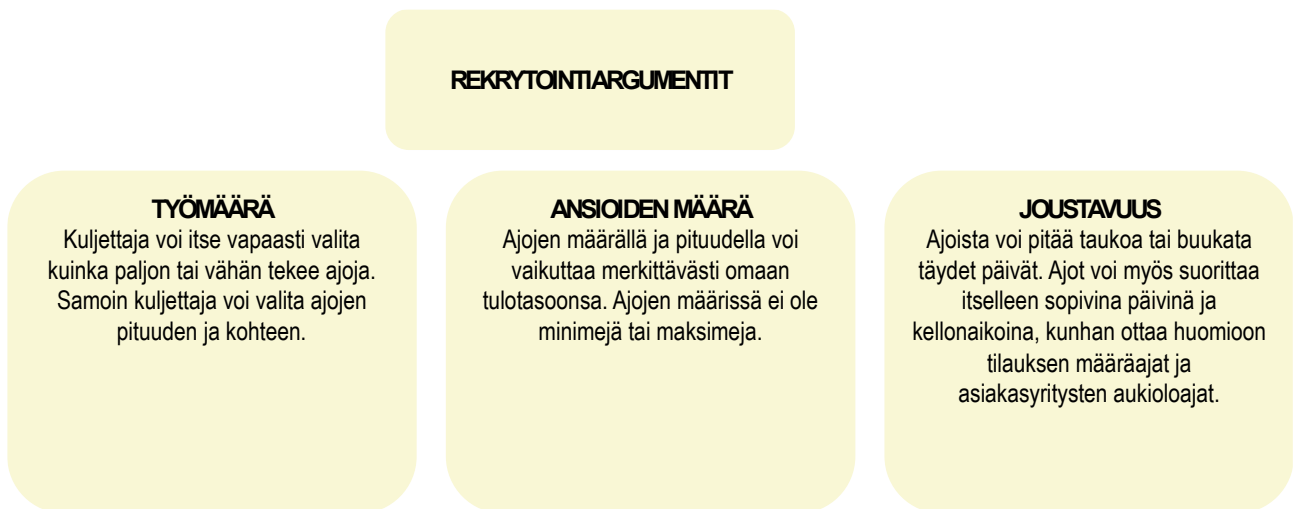 REKRYTOINTIARGUMENTIT
TYÖMÄÄRÄ
Kuljettaja voi itse vapaasti valita
kuinka paljon tai vähän tekee ajoja.
Samoin kuljettaja voi valita ajojen
pituuden ja kohteen.
ANSIOIDEN MÄÄRÄ
Ajojen määrällä ja pituudella voi
vaikuttaa merkittävästi omaan
tulotasoonsa. Ajojen määrissä ei ole
minimejä tai maksimeja.
JOUSTAVUUS
Ajoista voi pitää taukoa tai buukata
täydet päivät. Ajot voi myös suorittaa
itselleen sopivina päivinä ja
kellonaikoina, kunhan ottaa huomioon
tilauksen määräajat ja
asiakasyritysten aukioloajat.